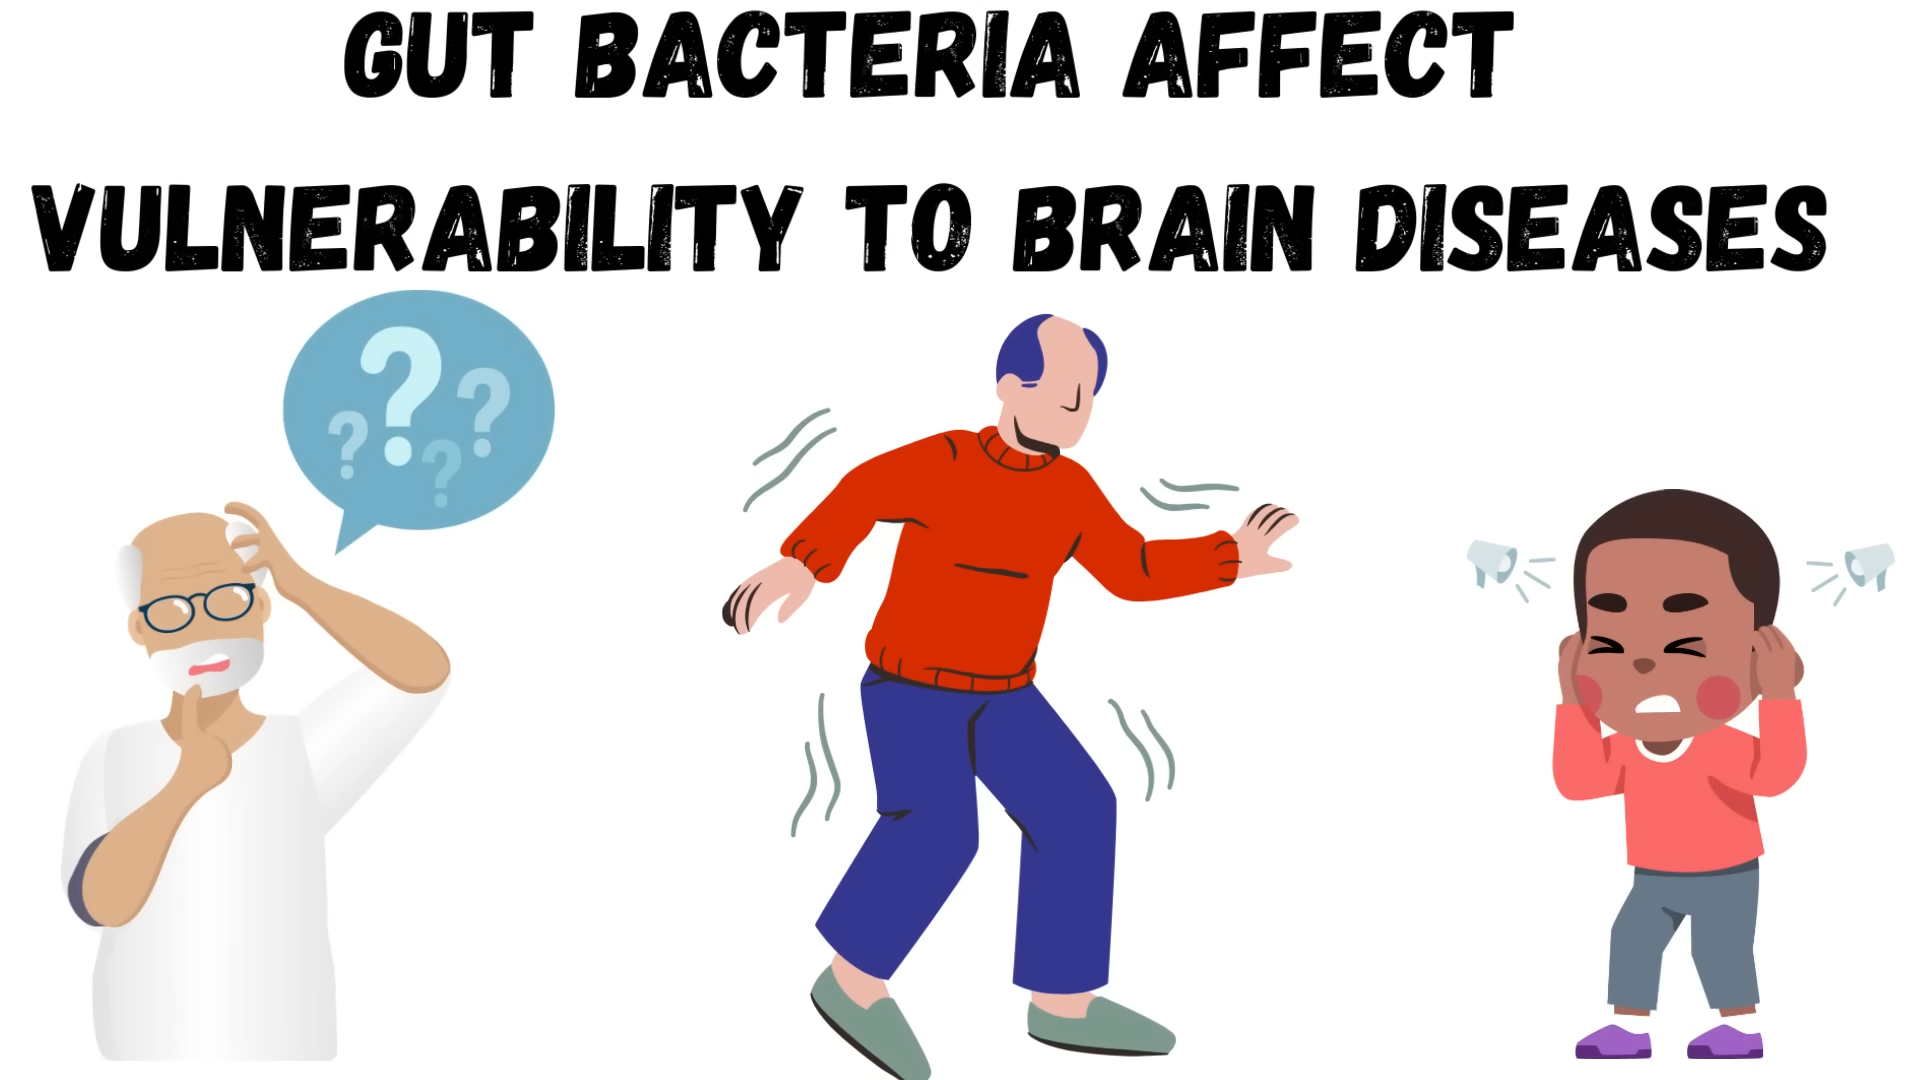 GUT BACTERIA AFFECT
VULNERABILITY TO BRAIN DISEASES
? ? ? ?